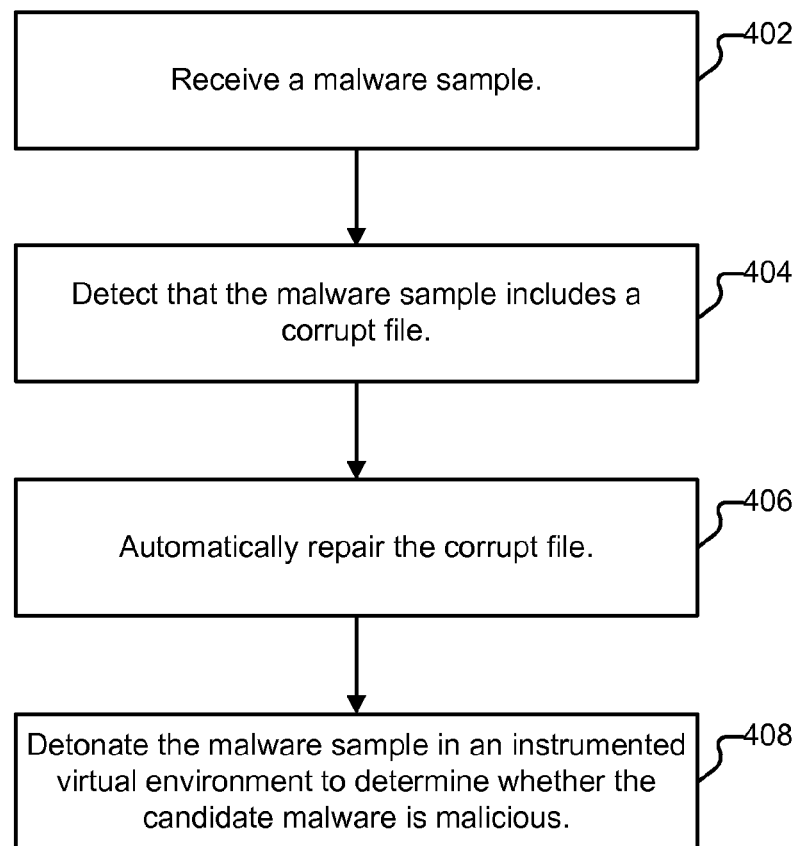 Receive a malware sample.
402
Detect that the malware sample includes a
corrupt file.
404
Automatically repair the corrupt file.
406
Detonate the malware sample in an instrumented
virtual environment to determine whether the
candidate malware is malicious.
408